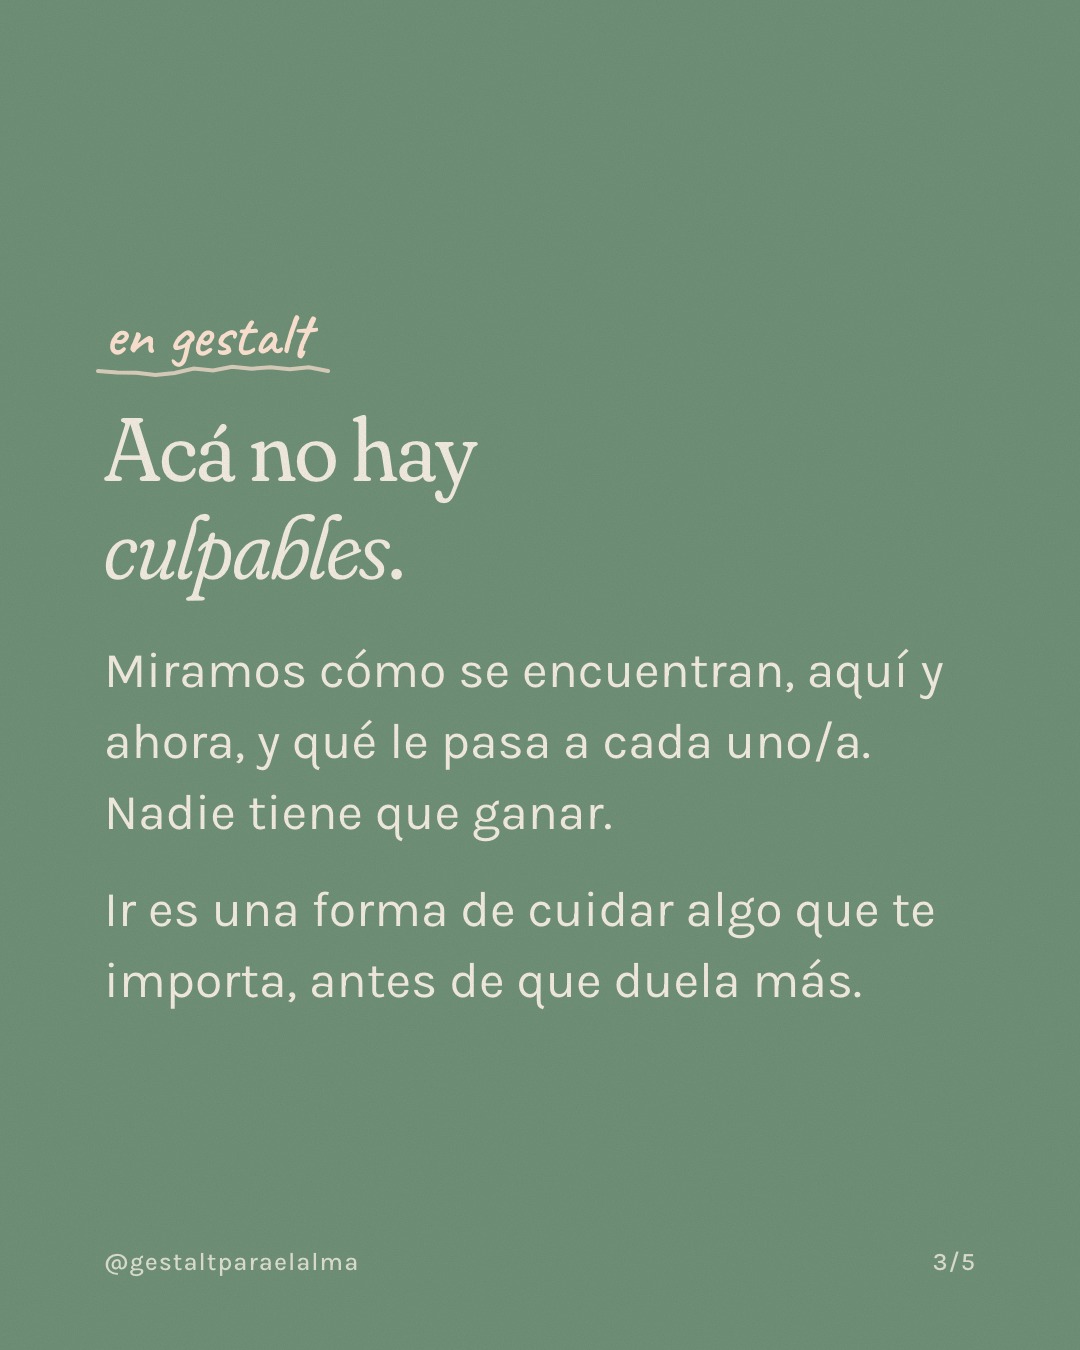 en gestalt
Acá no hay
culpables.
Miramos cómo se encuentran, aquí y
ahora, y qué le pasa a cada uno/a.
Nadie tiene que ganar.
Ir es una forma de cuidar algo que te
importa, antes de que duela más.
@gestaltparaelalma
3/5